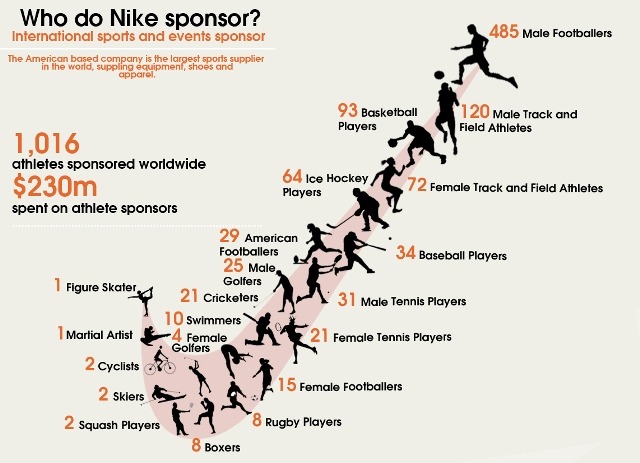 Who do Nike sponsor?
International sports and events sponsor
The American based company is the largest sports supplier
in the world, suppling equipment, shoes and
apparel.
1,016
athletes sponsored worldwide
$230m
spent on athlete sponsors
485 Male Footballers
93 Basketball
Players
120 Male Track and
Field Athletes
64 Ice Hockey
Players
72 Female Track and Field Athletes
29 American
Footballers
34 Baseball Players
25 Male
Golfers
21 Cricketers
31 Male Tennis Players
1 Figure Skater
10 Swimmers
1 Martial Artist
4 Female
Golfers
21 Female Tennis Players
2 Cyclists
15 Female Footballers
2 Skiers
2 Squash Players
8 Rugby Players
8 Boxers